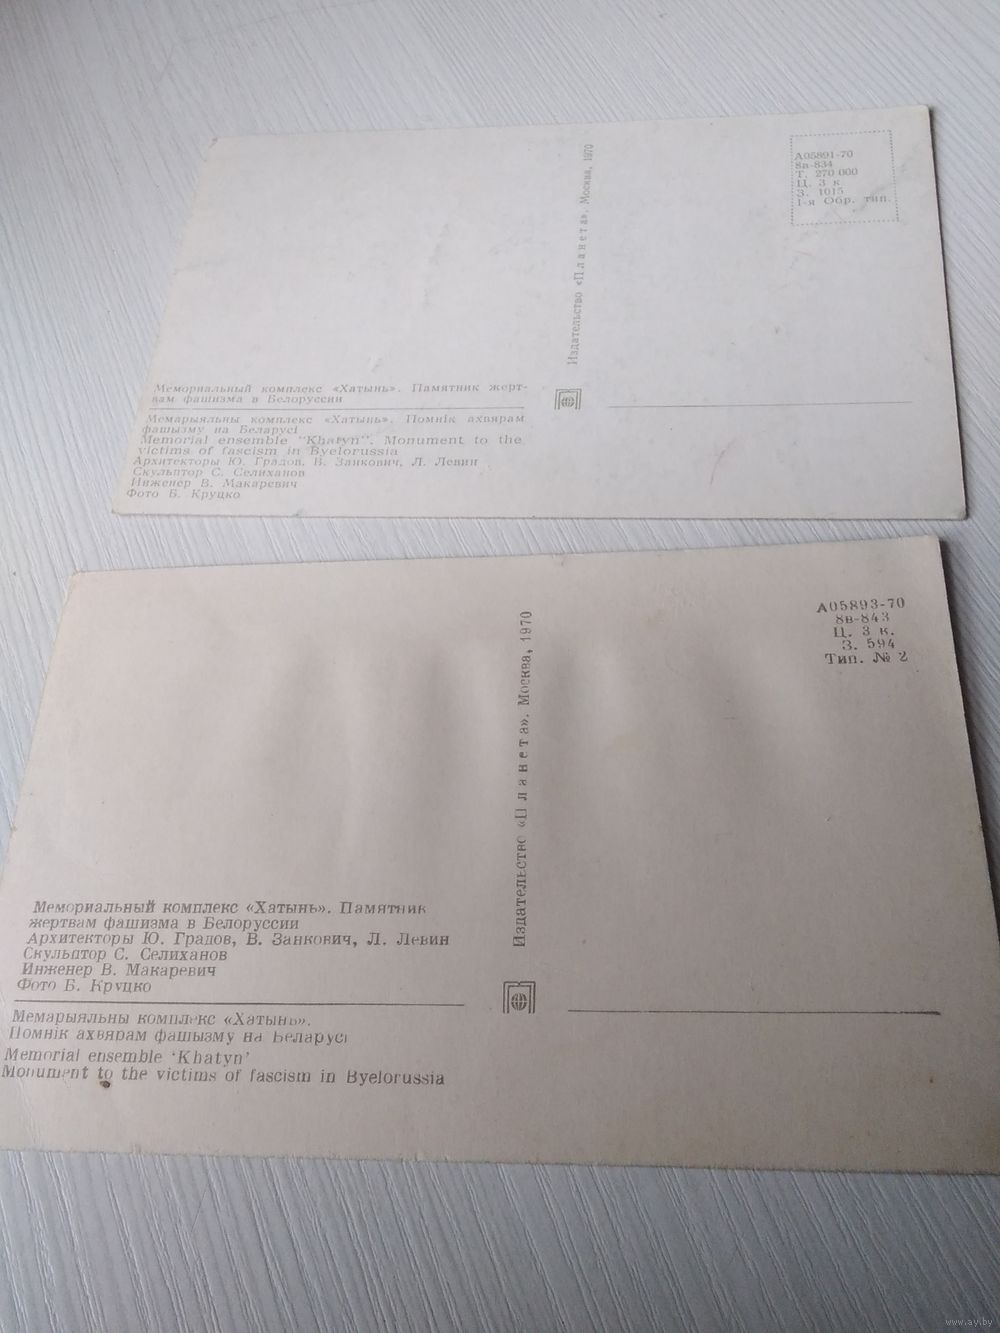 А05891-70
8а-834
Т. 270 000
Ц. 3 к
З. 1015
1-я Обр. тип.
Издательство «Планета». Москва, 1970
Мемориальный комплекс «Хатынь». Памятник жерт-
вам фашизма в Белоруссии
Мемарыяльны комплекс «Хатынь». Помнік ахвярам
фашызму на Беларусі
Memorial ensemble "Khatyn". Monument to the
victims of fascism in Byelorussia
Архитекторы Ю. Градов, В. Занкович, Л. Левин
Скульптор С. Селиханов
Инженер В. Макаревич
Фото Б. Круцко
А05893-70
8в-843
Ц. 3 к.
З. 594
Тип. № 2
Издательство «Планета». Москва, 1970
Мемориальный комплекс «Хатынь». Памятник
жертвам фашизма в Белоруссии
Архитекторы Ю. Градов, В. Занкович, Л. Левин
Скульптор С. Селиханов
Инженер В. Макаревич
Фото Б. Круцко
Мемарыяльны комплекс «Хатынь».
Помнік ахвярам фашызму на Беларусі
Memorial ensemble 'Khatyn'
Monument to the victims of fascism in Byelorussia
www.ay.by